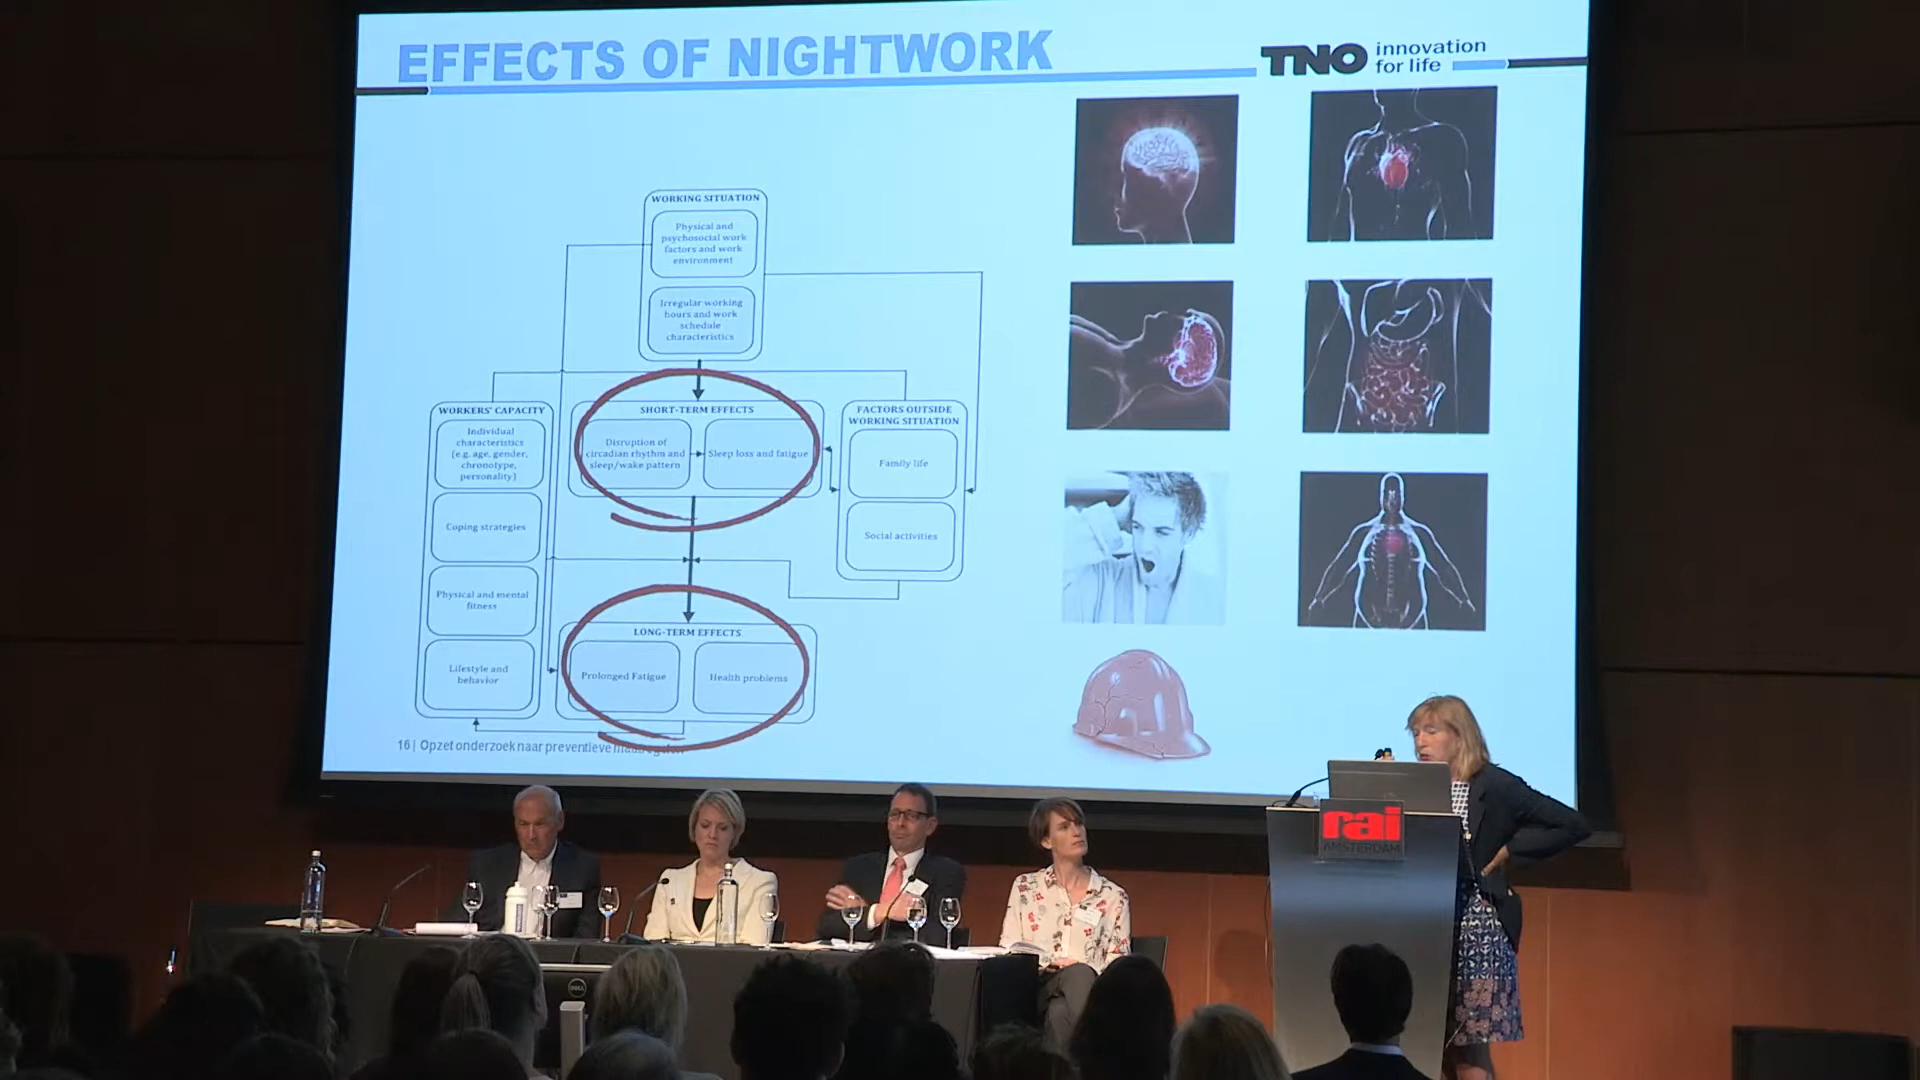 EFFECTS OF NIGHTWORK
TNO innovation
for life
WORKING SITUATION
Physical and
psychosocial work
factors and work
environment
Irregular working
hours and work
schedule
characteristics
WORKERS' CAPACITY
Individual
characteristics
(e.g. age, gender,
chronotype,
personality)
Coping strategies
Physical and mental
fitness
Lifestyle and
behavior
SHORT-TERM EFFECTS
Disruption of
circadian rhythm and
sleep/wake pattern
Sleep loss and fatigue
FACTORS OUTSIDE
WORKING SITUATION
Family life
Social activities
LONG-TERM EFFECTS
Prolonged Fatigue
Health problems
16 | Opzet onderzoek naar preventieve
rai
AMSTERDAM
DELL